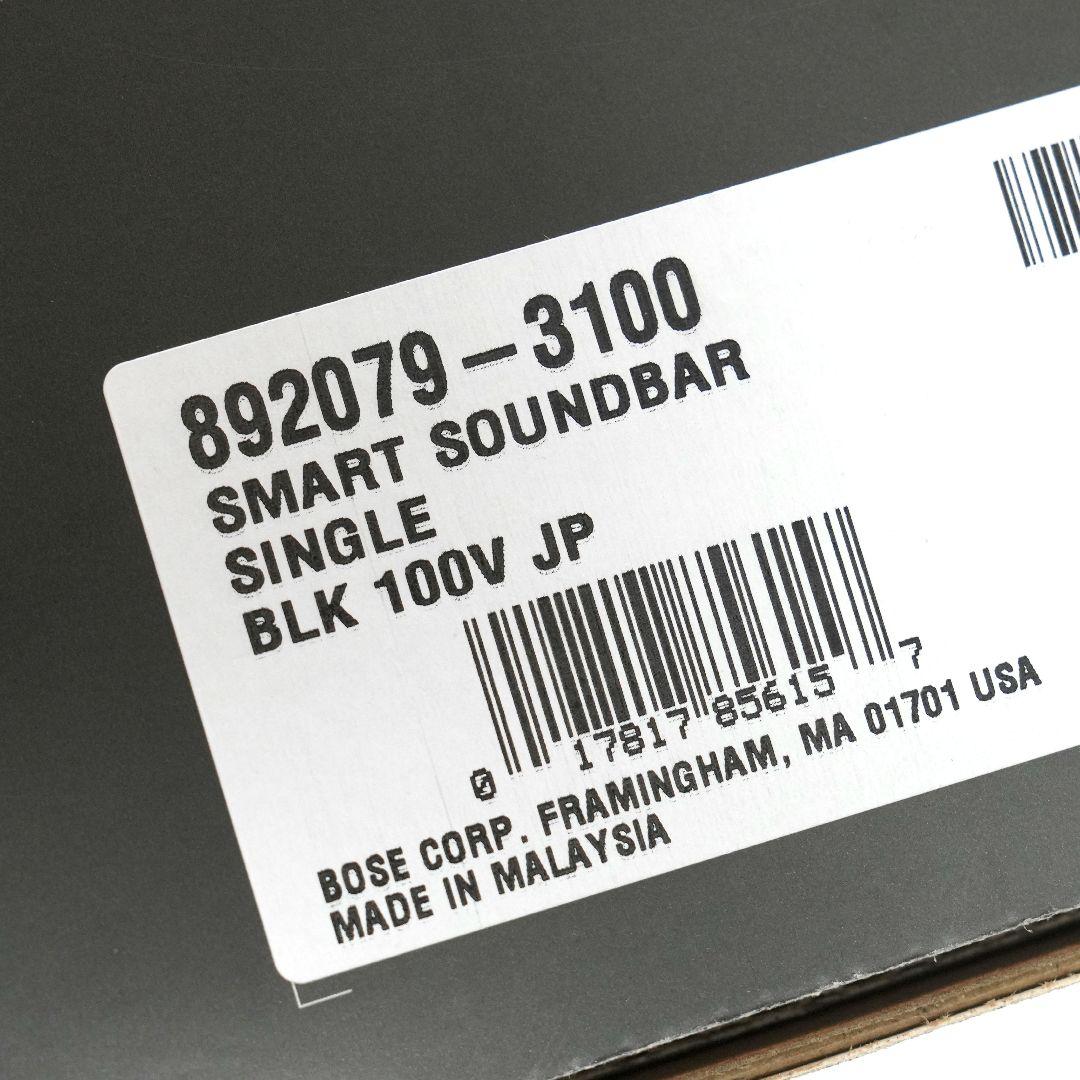 892079-3100
SMART SOUNDBAR
SINGLE
BLK 100V JP
0 17817 85615 7
BOSE CORP. FRAMINGHAM, MA 01701 USA
MADE IN MALAYSIA